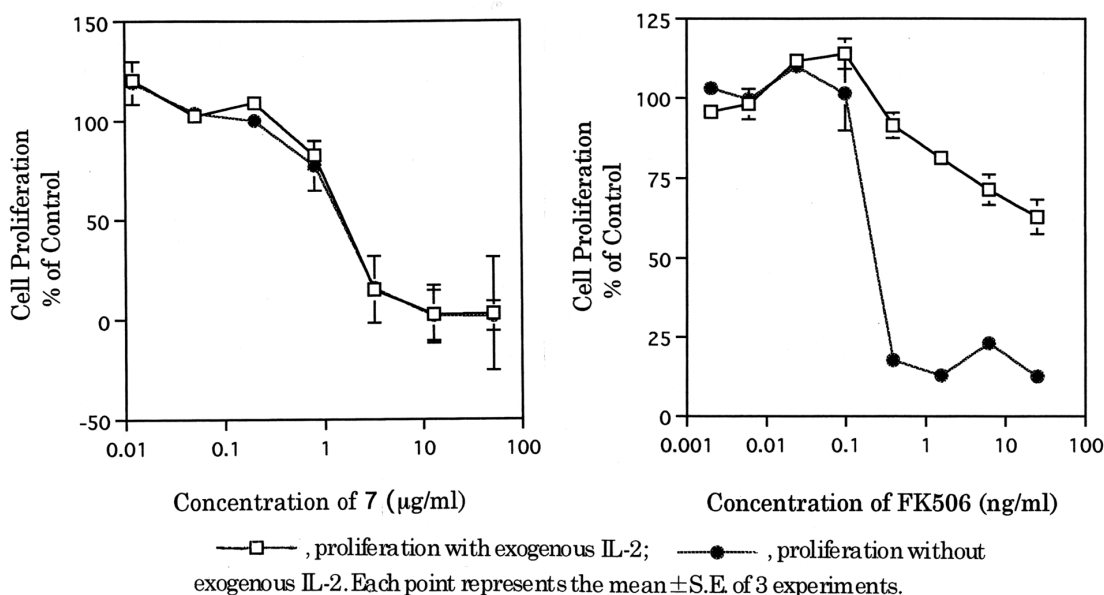 150
100
50
0
-50
0.01 0.1 1 10 100
Cell Proliferation
% of Control
Concentration of 7 (μg/ml)
125
100
75
50
25
0
0.001 0.01 0.1 1 10 100
Cell Proliferation
% of Control
Concentration of FK506 (ng/ml)
, proliferation with exogenous IL-2; , proliferation without
exogenous IL-2. Each point represents the mean ±S.E. of 3 experiments.